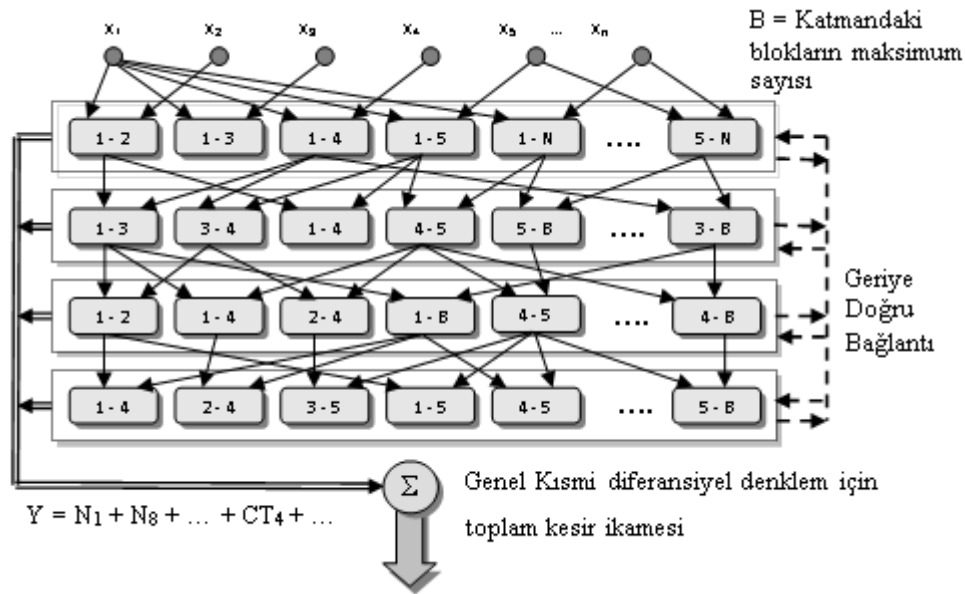 x₁ x₂ x₃ x₄ x₅ ... xₙ
B = Katmandaki
blokların maksimum
sayısı
1 - 2 1 - 3 1 - 4 1 - 5 1 - N .... 5 - N
1 - 3 3 - 4 1 - 4 4 - 5 5 - B .... 3 - B
1 - 2 1 - 4 2 - 4 1 - B 4 - 5 .... 4 - B
1 - 4 2 - 4 3 - 5 1 - 5 4 - 5 .... 5 - B
Geriye
Doğru
Bağlantı
Σ
Y = N₁ + N₈ + ... + CT₄ + ...
Genel Kısmi diferansiyel denklem için
toplam kesir ikamesi